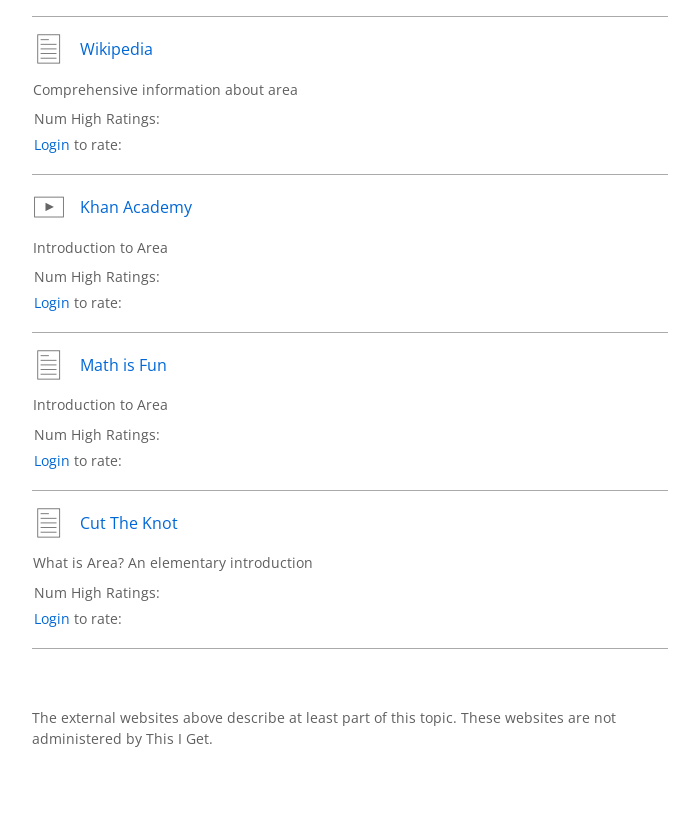 Wikipedia
Comprehensive information about area
Num High Ratings:
Login to rate:
Khan Academy
Introduction to Area
Num High Ratings:
Login to rate:
Math is Fun
Introduction to Area
Num High Ratings:
Login to rate:
Cut The Knot
What is Area? An elementary introduction
Num High Ratings:
Login to rate:
The external websites above describe at least part of this topic. These websites are not
administered by This I Get.